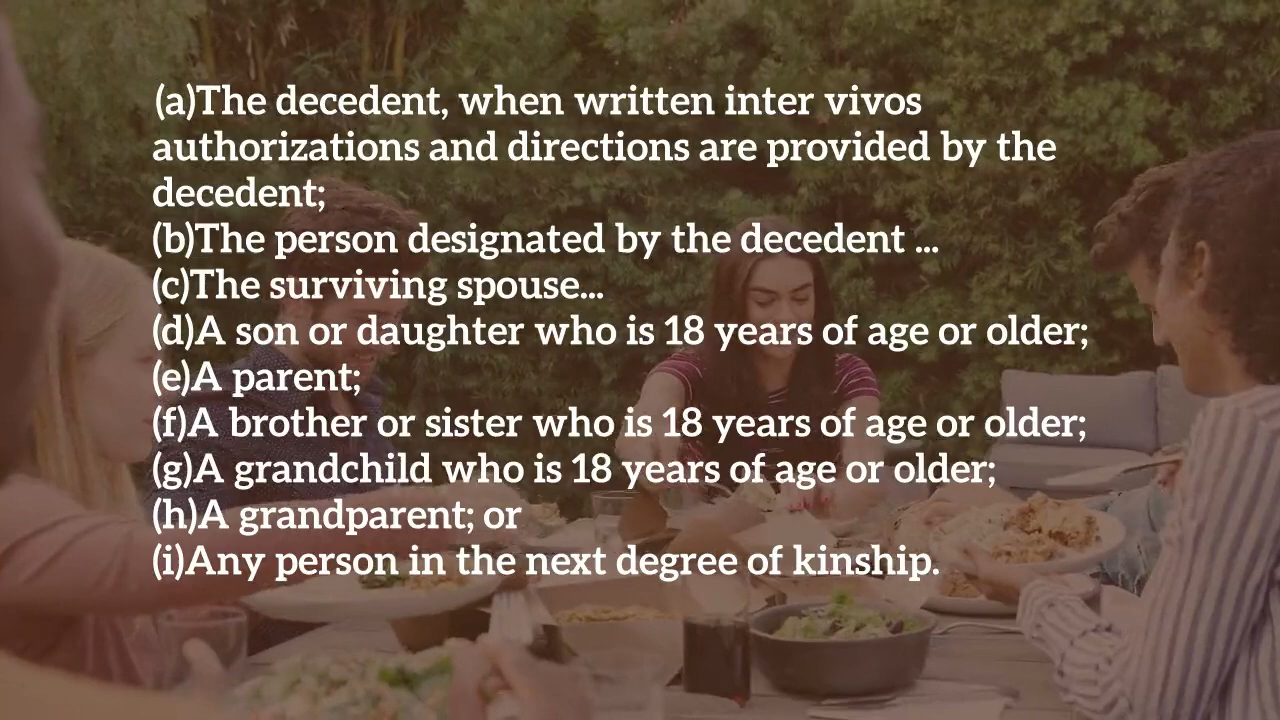 (a)The decedent, when written inter vivos
authorizations and directions are provided by the
decedent;
(b)The person designated by the decedent ...
(c)The surviving spouse...
(d)A son or daughter who is 18 years of age or older;
(e)A parent;
(f)A brother or sister who is 18 years of age or older;
(g)A grandchild who is 18 years of age or older;
(h)A grandparent; or
(i)Any person in the next degree of kinship.